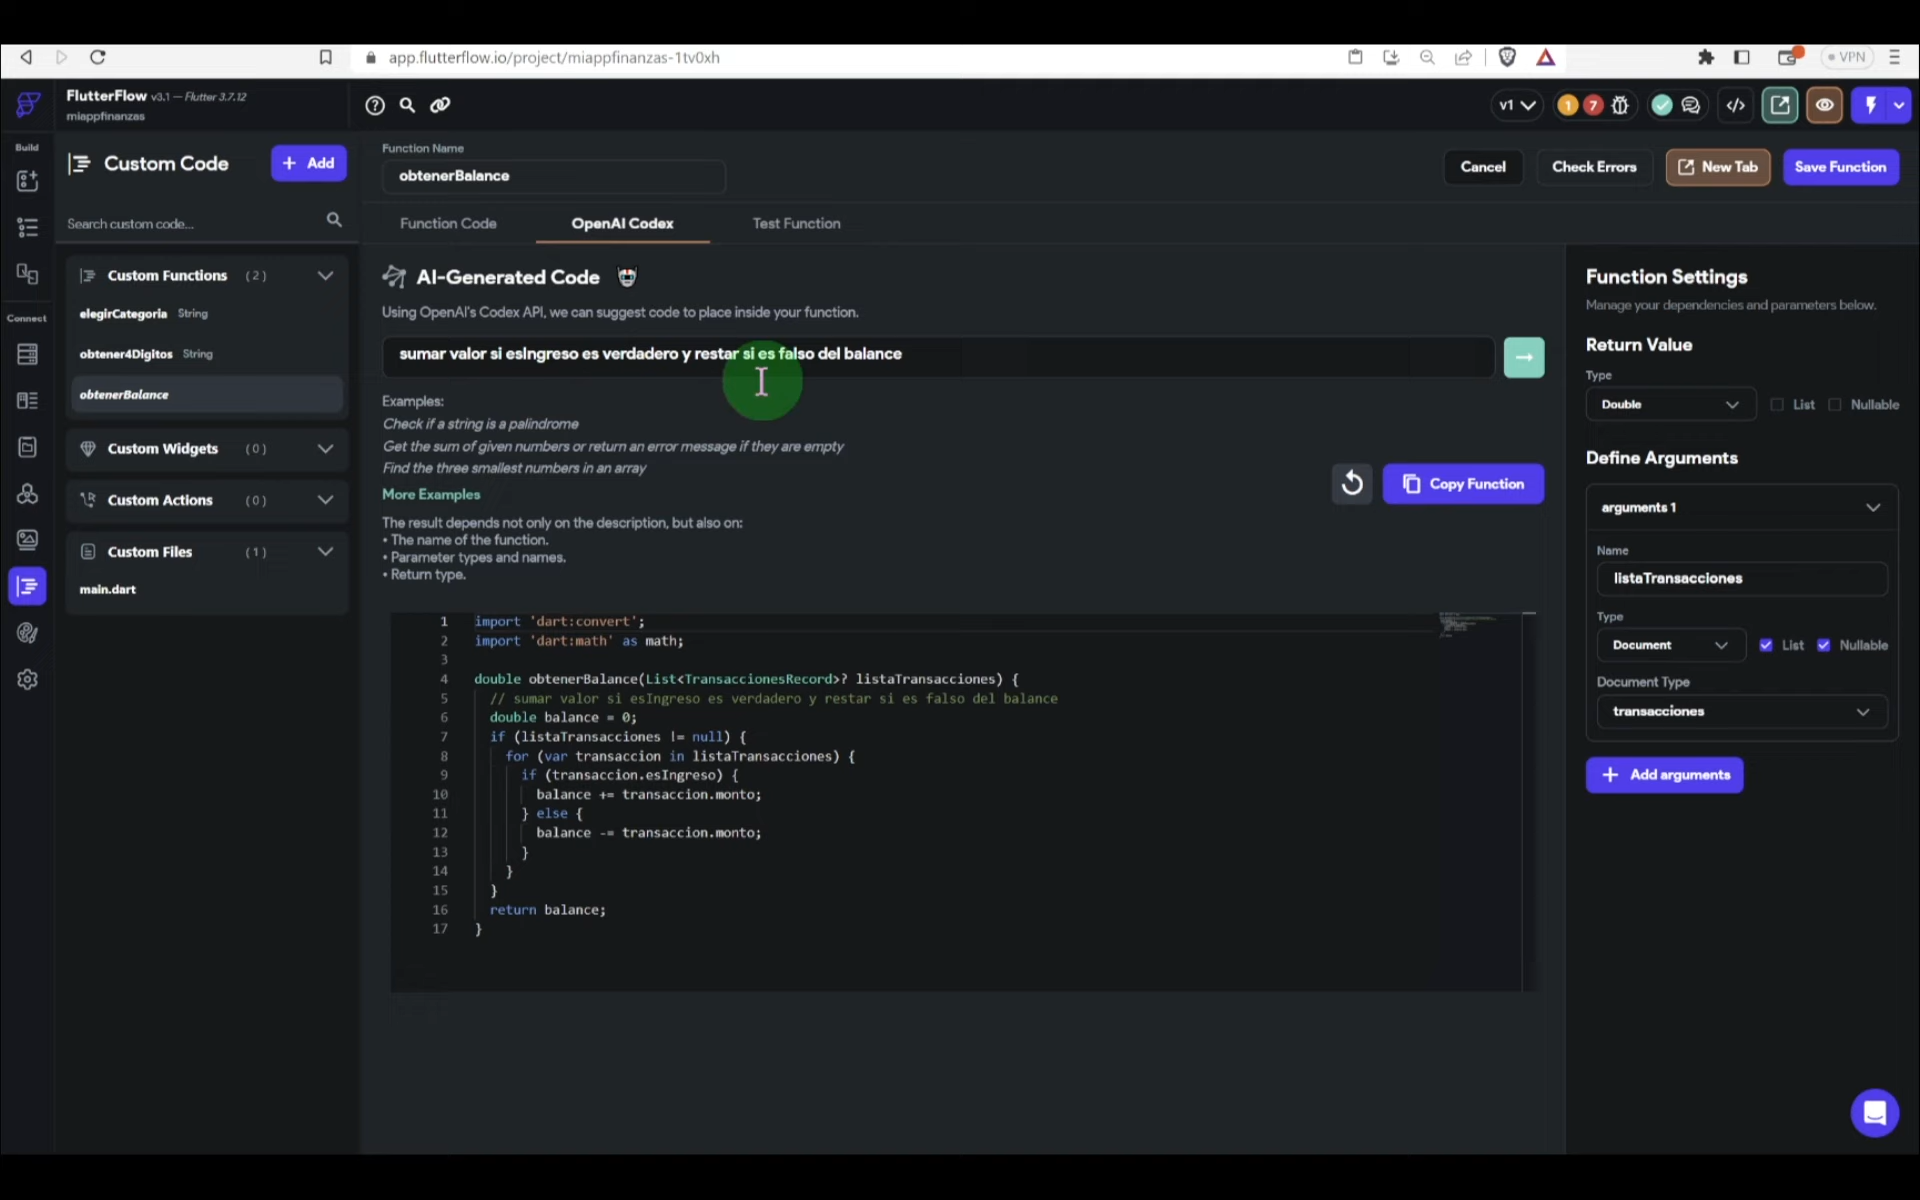 app.flutterflow.io/project/miappfinanzas-1tv0xh
VPN
FlutterFlow v3.1 — Flutter 3.7.12
miappfinanzas
v1
1
7
Build
Connect
Custom Code
+ Add
Search custom code...
Custom Functions (2)
elegirCategoria String
obtener4Digitos String
obtenerBalance
Custom Widgets (0)
Custom Actions (0)
Custom Files (1)
main.dart
Function Name
obtenerBalance
Cancel
Check Errors
New Tab
Save Function
Function Code
OpenAI Codex
Test Function
AI-Generated Code
Using OpenAI's Codex API, we can suggest code to place inside your function.
sumar valor si esIngreso es verdadero y restar si es falso del balance
Examples:
Check if a string is a palindrome
Get the sum of given numbers or return an error message if they are empty
Find the three smallest numbers in an array
More Examples
Copy Function
The result depends not only on the description, but also on:
• The name of the function.
• Parameter types and names.
• Return type.
1 import 'dart:convert';
2 import 'dart:math' as math;
3
4 double obtenerBalance(List<TransaccionesRecord>? listaTransacciones) {
5 // sumar valor si esIngreso es verdadero y restar si es falso del balance
6 double balance = 0;
7 if (listaTransacciones != null) {
8 for (var transaccion in listaTransacciones) {
9 if (transaccion.esIngreso) {
10 balance += transaccion.monto;
11 } else {
12 balance -= transaccion.monto;
13 }
14 }
15 }
16 return balance;
17 }
Function Settings
Manage your dependencies and parameters below.
Return Value
Type
Double
List
Nullable
Define Arguments
arguments 1
Name
listaTransacciones
Type
Document
List
Nullable
Document Type
transacciones
+ Add arguments